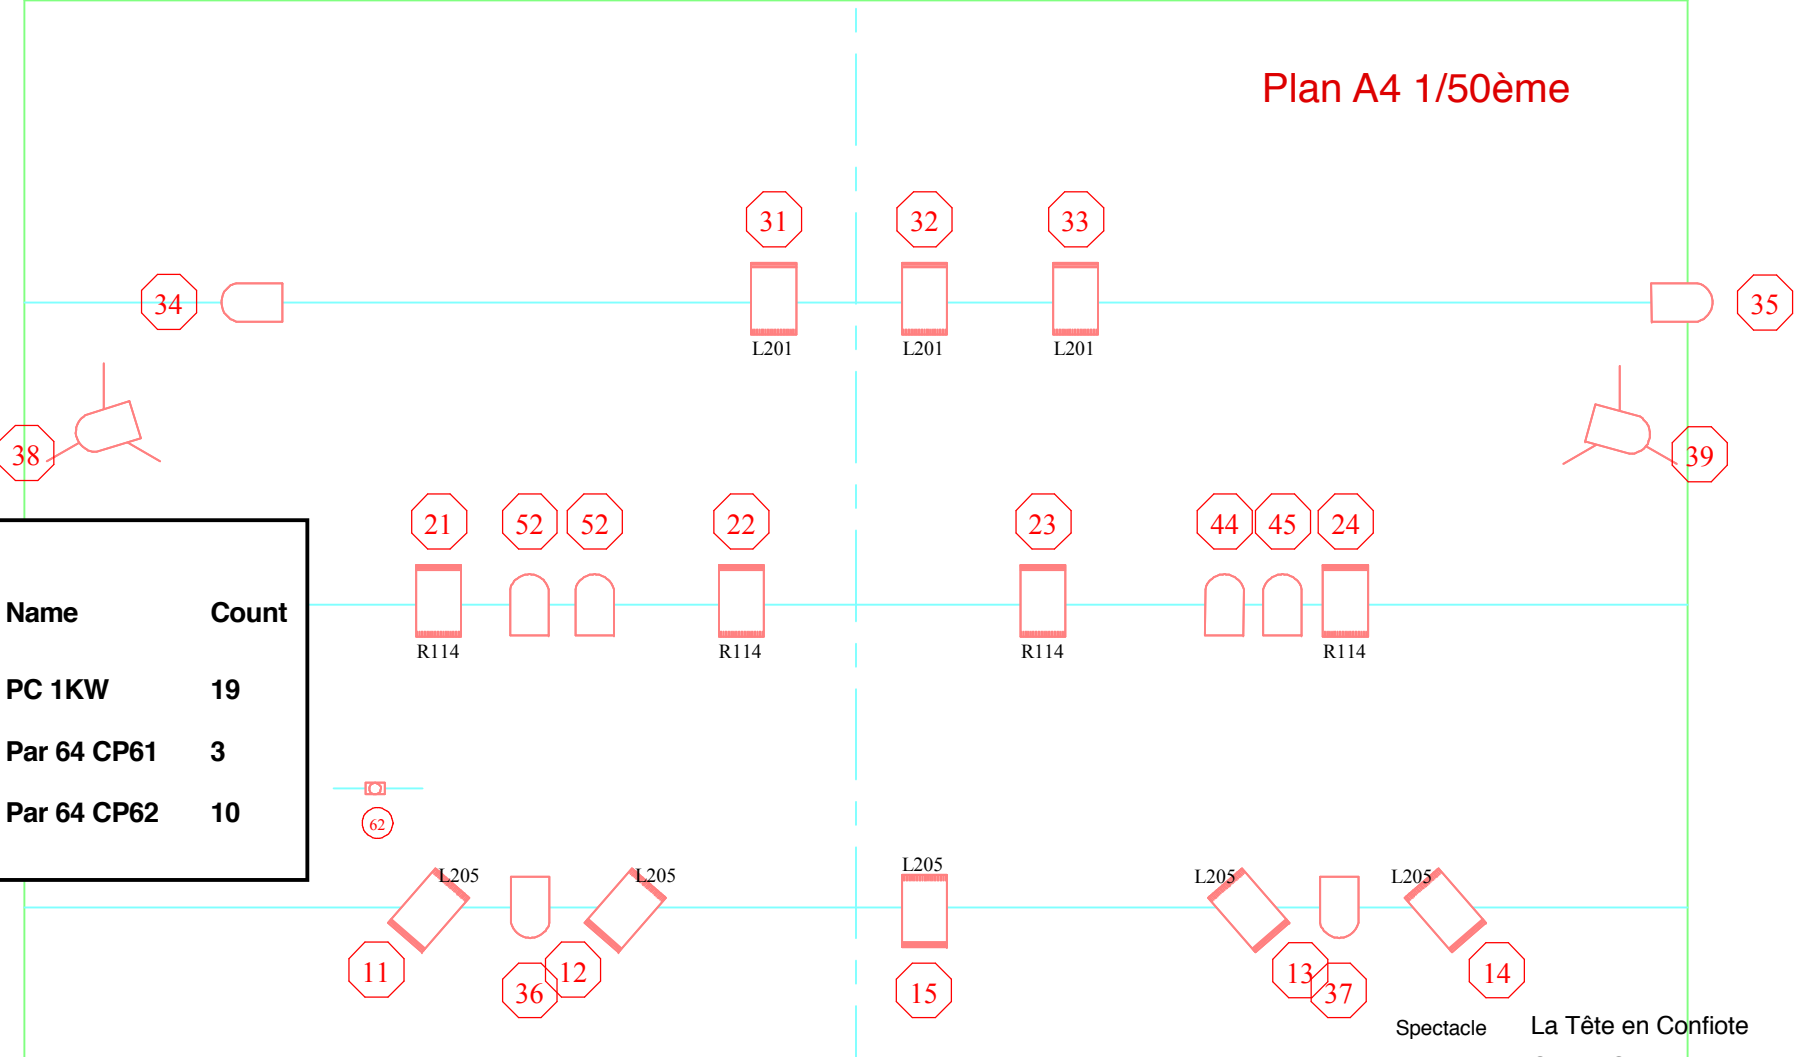 Plan A4 1/50ème
31 32 33
34 35
L201 L201 L201
38 39
21 52 52 22 23 44 45 24
R114 R114 R114 R114
Name Count
PC 1KW 19
Par 64 CP61 3
Par 64 CP62 10
62
L205 L205 L205 L205 L205
11 36 12 15 13 37 14
Spectacle La Tête en Confiote